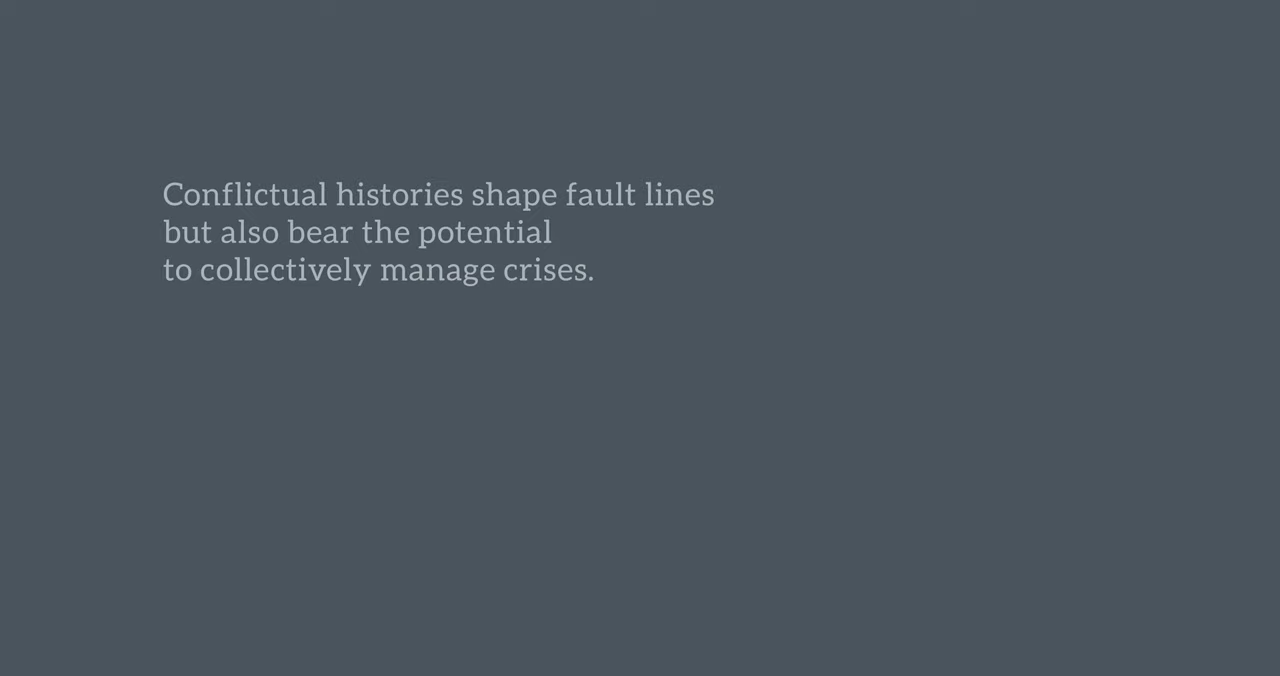 Conflictual histories shape fault lines
but also bear the potential
to collectively manage crises.